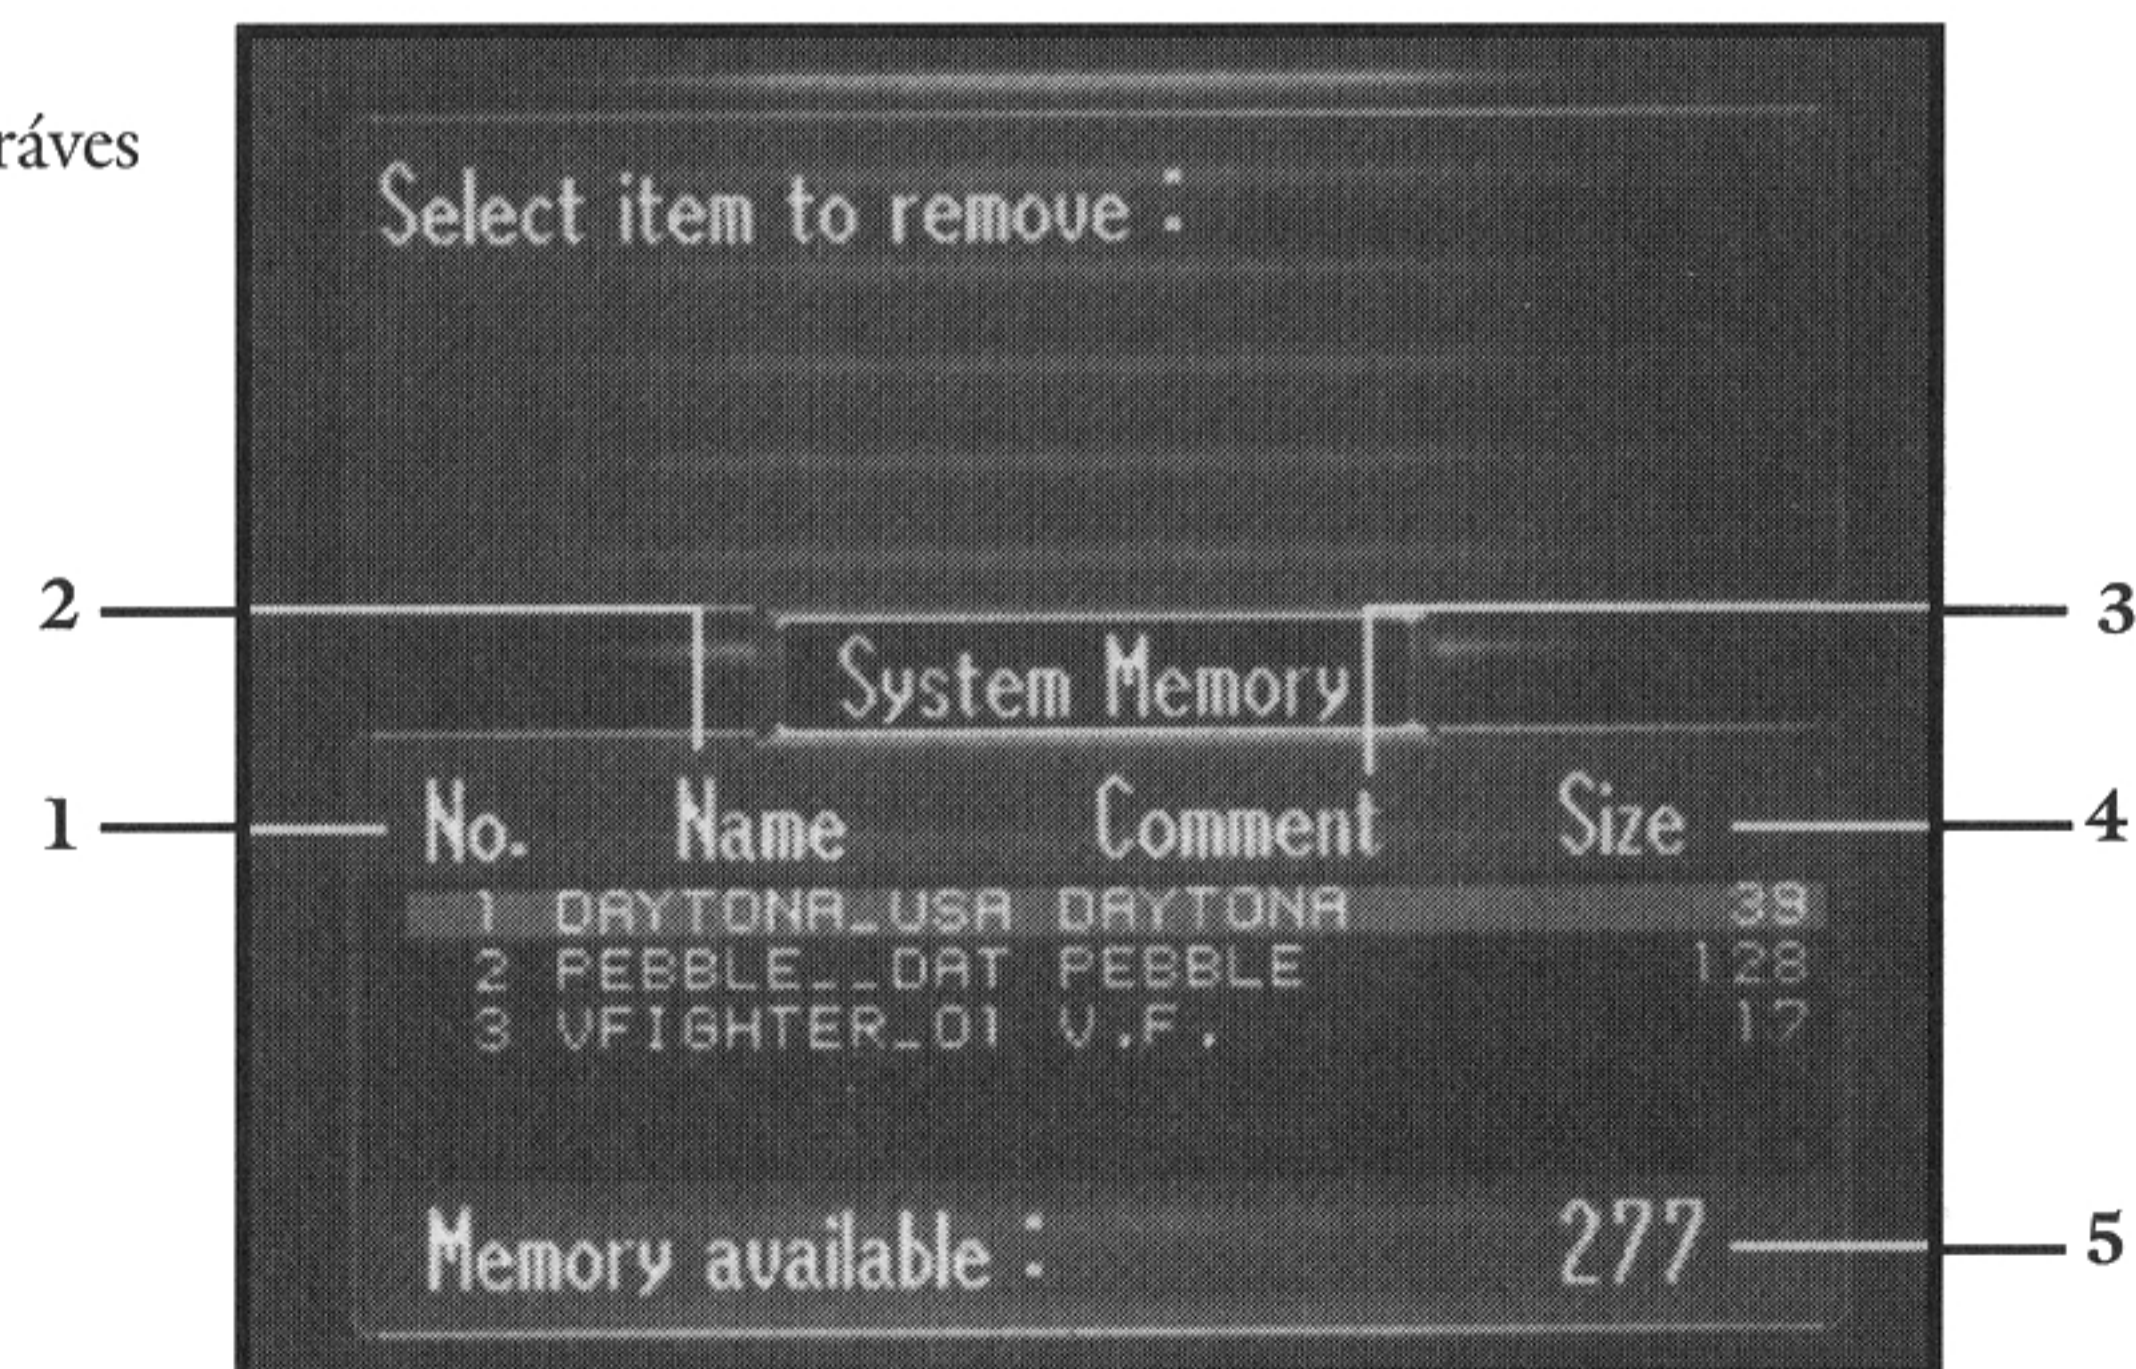 ráves
Select item to remove :
2
3
System Memory
1
No. Name Comment Size
4
1 DAYTONA_USA DAYTONA 39
2 PEBBLE__DAT PEBBLE 128
3 VFIGHTER_01 V.F. 17
Memory available : 277
5